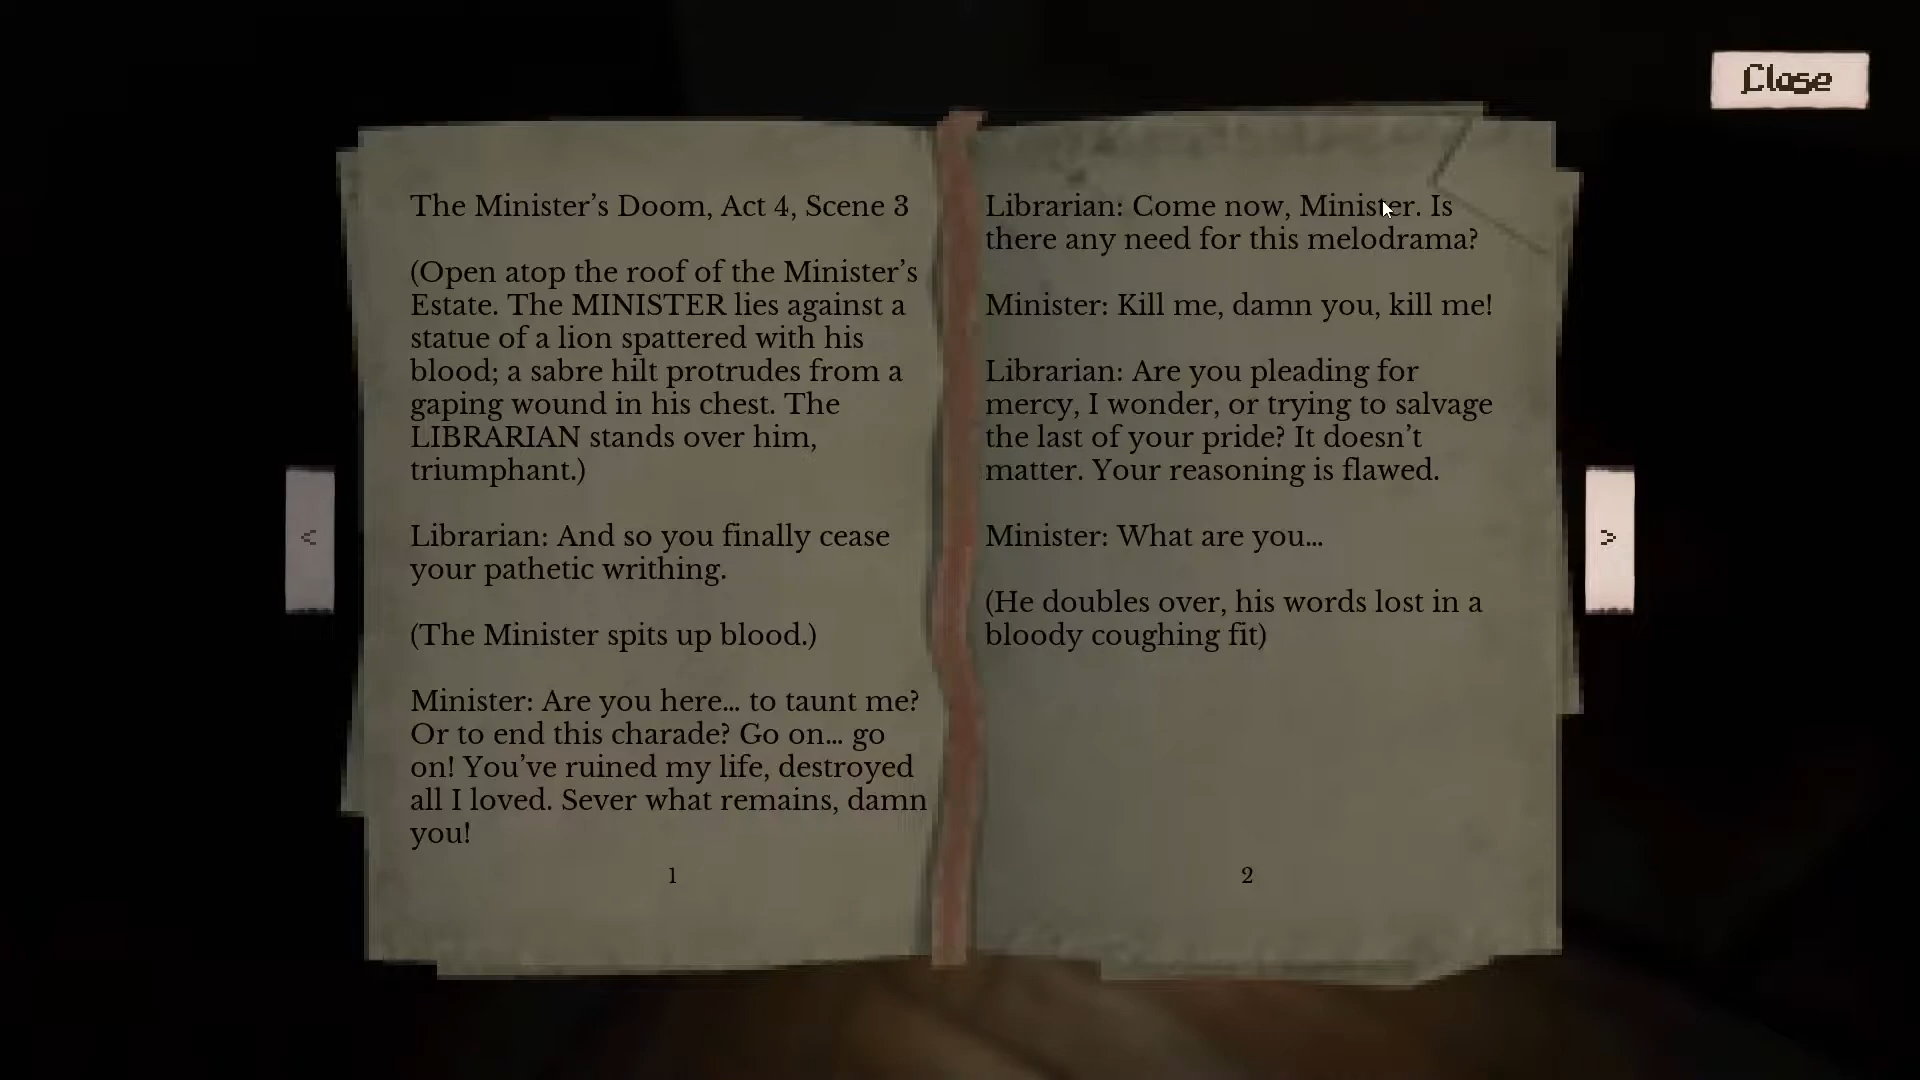 Close
The Minister’s Doom, Act 4, Scene 3
(Open atop the roof of the Minister’s
Estate. The MINISTER lies against a
statue of a lion spattered with his
blood; a sabre hilt protrudes from a
gaping wound in his chest. The
LIBRARIAN stands over him,
triumphant.)
Librarian: And so you finally cease
your pathetic writhing.
(The Minister spits up blood.)
Minister: Are you here… to taunt me?
Or to end this charade? Go on… go
on! You’ve ruined my life, destroyed
all I loved. Sever what remains, damn
you!
1
Librarian: Come now, Minister. Is
there any need for this melodrama?
Minister: Kill me, damn you, kill me!
Librarian: Are you pleading for
mercy, I wonder, or trying to salvage
the last of your pride? It doesn’t
matter. Your reasoning is flawed.
Minister: What are you…
(He doubles over, his words lost in a
bloody coughing fit)
2
<
>